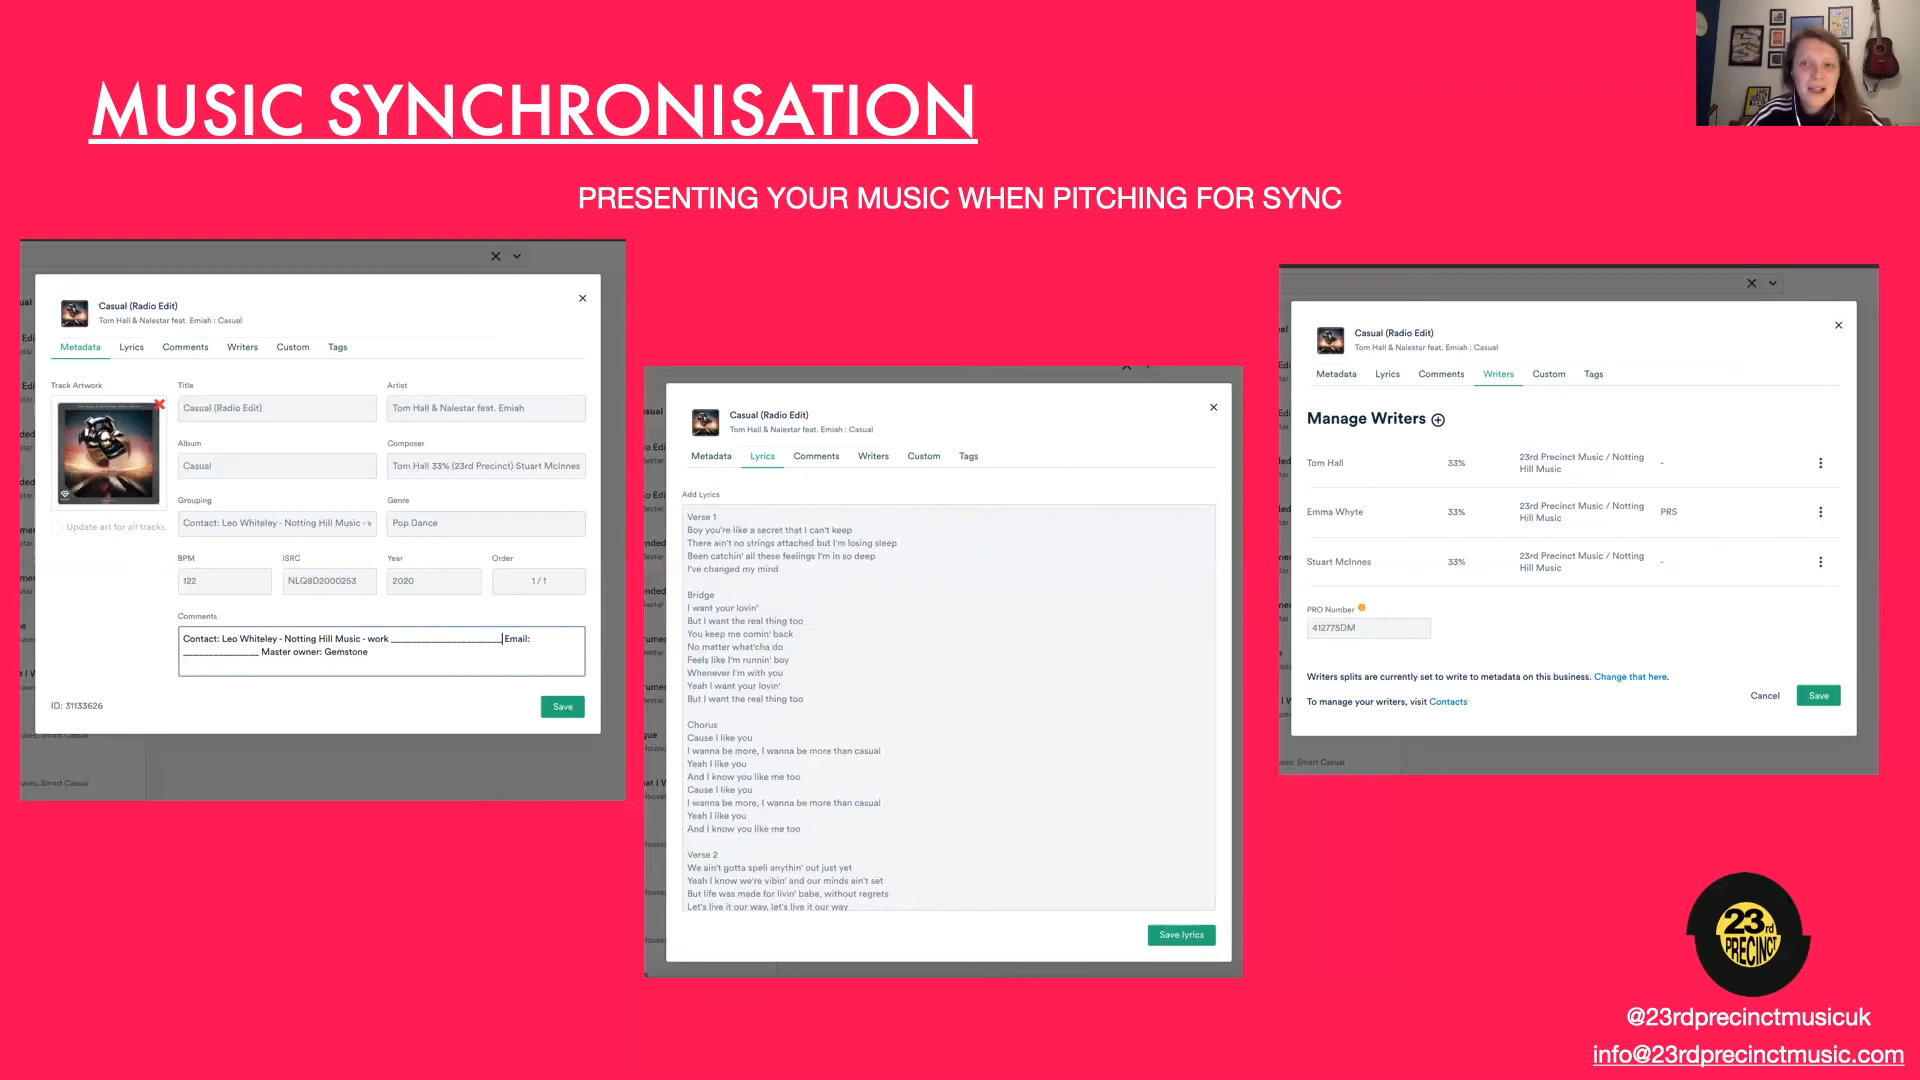 MUSIC SYNCHRONISATION
PRESENTING YOUR MUSIC WHEN PITCHING FOR SYNC
Casual (Radio Edit)
Tom Hall & Nalestar feat. Emiah : Casual
Metadata Lyrics Comments Writers Custom Tags
Track Artwork Title Artist
Casual (Radio Edit) Tom Hall & Nalestar feat. Emiah
Album Composer
Casual Tom Hall 33% (23rd Precinct) Stuart McInnes
Grouping Genre
Contact: Leo Whiteley - Notting Hill Music - Pop Dance
Update art for all tracks
BPM ISRC Year Order
122 NLQ8D2000253 2020 1 / 1
Comments
Contact: Leo Whiteley - Notting Hill Music - work ______________________ Email:
_______________ Master owner: Gemstone
ID: 31133626 Save
uses: Smart Casual
uses: Smart Casual
Casual (Radio Edit)
Tom Hall & Nalestar feat. Emiah : Casual
Metadata Lyrics Comments Writers Custom Tags
Add Lyrics
Verse 1
Boy you're like a secret that I can't keep
There ain't no strings attached but I'm losing sleep
Been catchin' all these feelings I'm in so deep
I've changed my mind
Bridge
I want your lovin'
But I want the real thing too
You keep me comin' back
No matter what'cha do
Feels like I'm runnin' boy
Whenever I'm with you
Yeah I want your lovin'
But I want the real thing too
Chorus
Cause I like you
I wanna be more, I wanna be more than casual
Yeah I like you
And I know you like me too
Cause I like you
I wanna be more, I wanna be more than casual
Yeah I like you
And I know you like me too
Verse 2
We ain't gotta spell anythin' out just yet
Yeah I know we're vibin' and our minds ain't set
But life was made for livin' babe, without regrets
Let's live it our way, let's live it our way
Save lyrics
Casual (Radio Edit)
Tom Hall & Nalestar feat. Emiah : Casual
Metadata Lyrics Comments Writers Custom Tags
Manage Writers
Tom Hall 33% 23rd Precinct Music / Notting
Hill Music -
Emma Whyte 33% 23rd Precinct Music / Notting
Hill Music PRS
Stuart McInnes 33% 23rd Precinct Music / Notting
Hill Music -
PRO Number
412775DM
Writers splits are currently set to write to metadata on this business. Change that here.
To manage your writers, visit Contacts
Cancel Save
uses: Smart Casual
23rd
PRECINCT
@23rdprecinctmusicuk
info@23rdprecinctmusic.com